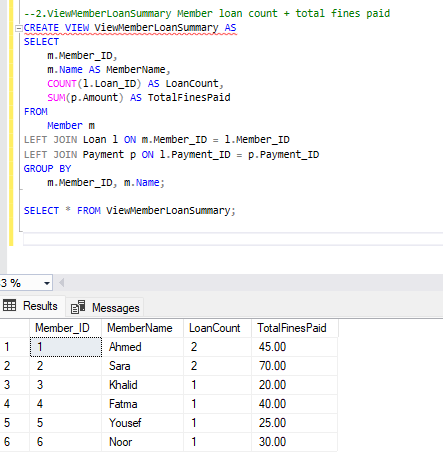 --2.ViewMemberLoanSummary Member loan count + total fines paid
CREATE VIEW ViewMemberLoanSummary AS
SELECT
m.Member_ID,
m.Name AS MemberName,
COUNT(l.Loan_ID) AS LoanCount,
SUM(p.Amount) AS TotalFinesPaid
FROM
Member m
LEFT JOIN Loan l ON m.Member_ID = l.Member_ID
LEFT JOIN Payment p ON l.Payment_ID = p.Payment_ID
GROUP BY
m.Member_ID, m.Name;
SELECT * FROM ViewMemberLoanSummary;
3 %
Results Messages
Member_ID MemberName LoanCount TotalFinesPaid
1 1 Ahmed 2 45.00
2 2 Sara 2 70.00
3 3 Khalid 1 20.00
4 4 Fatma 1 40.00
5 5 Yousef 1 25.00
6 6 Noor 1 30.00